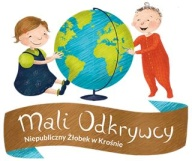 Mali Odkrywcy
Niepubliczny Żłobek w Krośnie